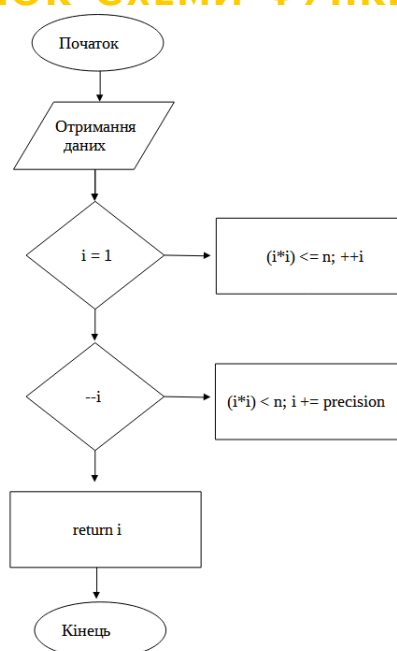 Початок
Отримання
даних
i = 1
(i*i) <= n; ++i
--i
(i*i) < n; i += precision
return i
Кінець